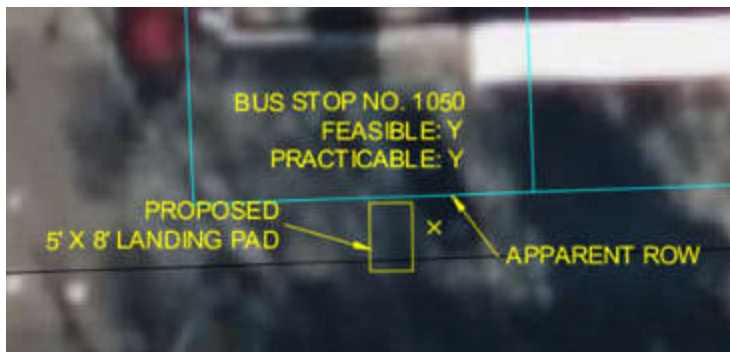 BUS STOP NO. 1050
FEASIBLE: Y
PRACTICABLE: Y
PROPOSED
5' X 8' LANDING PAD
APPARENT ROW